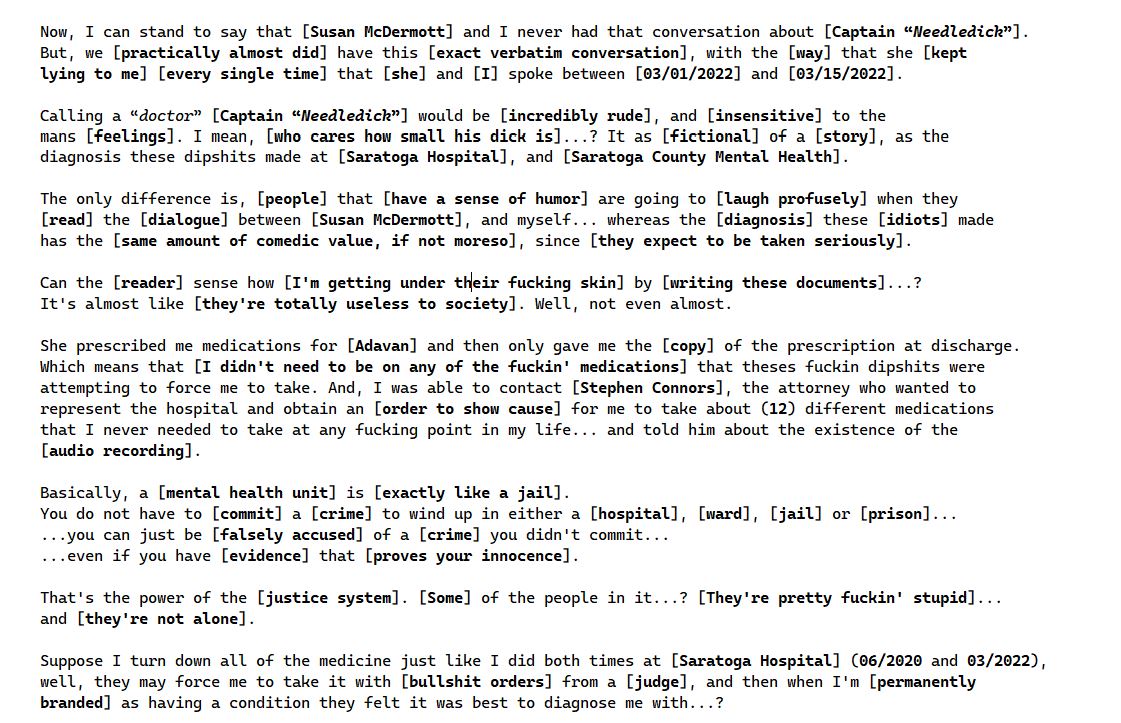 Now, I can stand to say that [Susan McDermott] and I never had that conversation about [Captain “Needledick”].
But, we [practically almost did] have this [exact verbatim conversation], with the [way] that she [kept
lying to me] [every single time] that [she] and [I] spoke between [03/01/2022] and [03/15/2022].
Calling a “doctor” [Captain “Needledick”] would be [incredibly rude], and [insensitive] to the
mans [feelings]. I mean, [who cares how small his dick is]...? It as [fictional] of a [story], as the
diagnosis these dipshits made at [Saratoga Hospital], and [Saratoga County Mental Health].
The only difference is, [people] that [have a sense of humor] are going to [laugh profusely] when they
[read] the [dialogue] between [Susan McDermott], and myself... whereas the [diagnosis] these [idiots] made
has the [same amount of comedic value, if not moreso], since [they expect to be taken seriously].
Can the [reader] sense how [I'm getting under their fucking skin] by [writing these documents]...?
It's almost like [they're totally useless to society]. Well, not even almost.
She prescribed me medications for [Adavan] and then only gave me the [copy] of the prescription at discharge.
Which means that [I didn't need to be on any of the fuckin' medications] that theses fuckin dipshits were
attempting to force me to take. And, I was able to contact [Stephen Connors], the attorney who wanted to
represent the hospital and obtain an [order to show cause] for me to take about (12) different medications
that I never needed to take at any fucking point in my life... and told him about the existence of the
[audio recording].
Basically, a [mental health unit] is [exactly like a jail].
You do not have to [commit] a [crime] to wind up in either a [hospital], [ward], [jail] or [prison]...
...you can just be [falsely accused] of a [crime] you didn't commit...
...even if you have [evidence] that [proves your innocence].
That's the power of the [justice system]. [Some] of the people in it...? [They're pretty fuckin' stupid]...
and [they're not alone].
Suppose I turn down all of the medicine just like I did both times at [Saratoga Hospital] (06/2020 and 03/2022),
well, they may force me to take it with [bullshit orders] from a [judge], and then when I'm [permanently
branded] as having a condition they felt it was best to diagnose me with...?